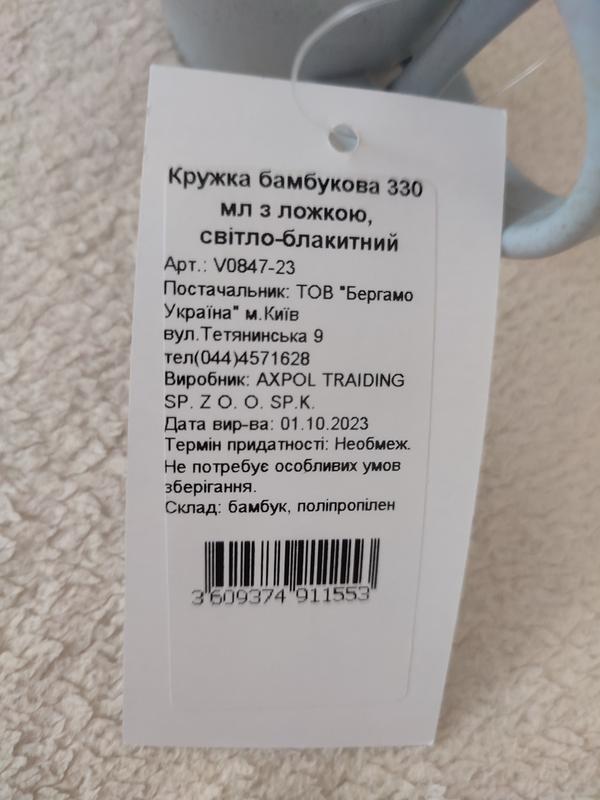 Кружка бамбукова 330
мл з ложкою,
світло-блакитний
Арт.: V0847-23
Постачальник: ТОВ "Бергамо
Україна" м.Київ
вул.Тетянинська 9
тел(044)4571628
Виробник: AXPOL TRAIDING
SP. Z O. O. SP.K.
Дата вир-ва: 01.10.2023
Термін придатності: Необмеж.
Не потребує особливих умов
зберігання.
Склад: бамбук, поліпропілен
3 609374 911553